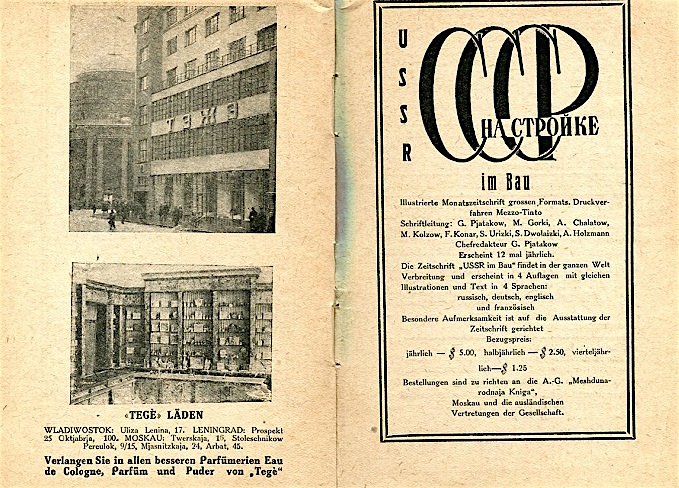 ТЭЖЭ
«TEGÈ» LÄDEN
WLADIWOSTOK: Uliza Lenina, 17. LENINGRAD: Prospekt
25 Oktjabrja, 100. MOSKAU: Twerskaja, 16, Stoleschnikow
Pereulok, 9/15, Mjasnitzkaja, 24, Arbat, 45.
Verlangen Sie in allen besseren Parfümerien Eau
de Cologne, Parfüm und Puder von „Tegè"
USSR
СССР
НА СТРОЙКЕ
im Bau
Illustrierte Monatszeitschrift grossen Formats. Druckver-
fahren Mezzo-Tinto
Schriftleitung: G. Pjatakow, M. Gorki, A. Chalatow,
M. Kolzow, F. Konar, S. Urizki, S. Dwolaizki, A. Holzmann
Chefredakteur G. Pjatakow
Erscheint 12 mal jährlich.
Die Zeitschrift „USSR im Bau" findet in der ganzen Welt
Verbreitung und erscheint in 4 Auflagen mit gleichen
Illustrationen und Text in 4 Sprachen:
russisch, deutsch, englisch
und französisch
Besondere Aufmerksamkeit ist auf die Ausstattung der
Zeitschrift gerichtet
Bezugspreis:
jährlich — $ 5.00, halbjährlich — $ 2.50, vierteljähr-
lich—$ 1.25
Bestellungen sind zu richten an die A.-G. „Meshduna-
rodnaja Kniga",
Moskau und die ausländischen
Vertretungen der Gesellschaft.